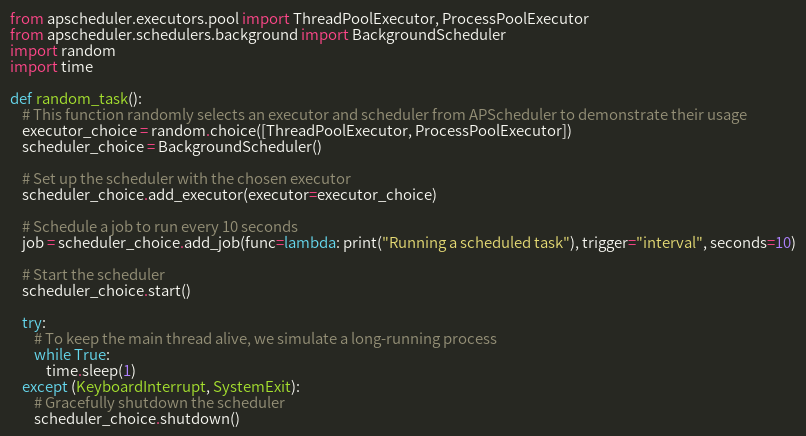 from apscheduler.executors.pool import ThreadPoolExecutor, ProcessPoolExecutor
from apscheduler.schedulers.background import BackgroundScheduler
import random
import time

def random_task():
    # This function randomly selects an executor and scheduler from APScheduler to demonstrate their usage
    executor_choice = random.choice([ThreadPoolExecutor, ProcessPoolExecutor])
    scheduler_choice = BackgroundScheduler()

    # Set up the scheduler with the chosen executor
    scheduler_choice.add_executor(executor=executor_choice)

    # Schedule a job to run every 10 seconds
    job = scheduler_choice.add_job(func=lambda: print("Running a scheduled task"), trigger="interval", seconds=10)

    # Start the scheduler
    scheduler_choice.start()

    try:
        # To keep the main thread alive, we simulate a long-running process
        while True:
            time.sleep(1)
    except (KeyboardInterrupt, SystemExit):
        # Gracefully shutdown the scheduler
        scheduler_choice.shutdown()